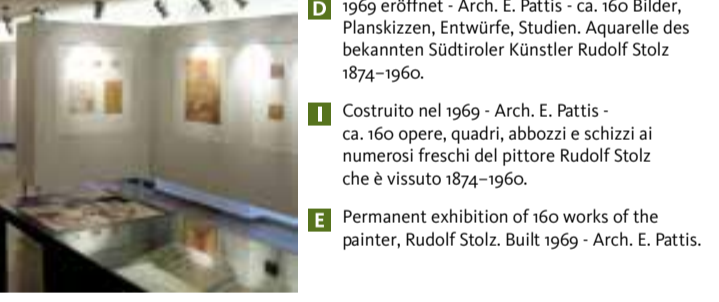 D 1969 eröffnet - Arch. E. Pattis - ca. 160 Bilder,
Planskizzen, Entwürfe, Studien. Aquarelle des
bekannten Südtiroler Künstler Rudolf Stolz
1874–1960.
I Costruito nel 1969 - Arch. E. Pattis -
ca. 160 opere, quadri, abbozzi e schizzi ai
numerosi freschi del pittore Rudolf Stolz
che è vissuto 1874–1960.
E Permanent exhibition of 160 works of the
painter, Rudolf Stolz. Built 1969 - Arch. E. Pattis.